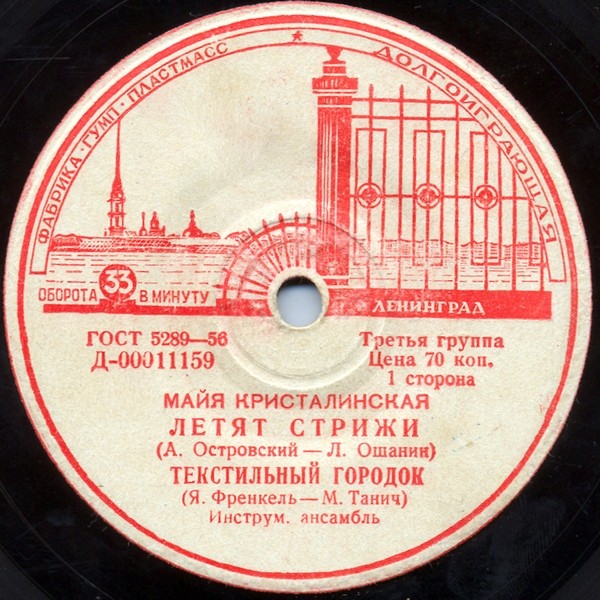 ФАБРИКА · ГУМП · ПЛАСТМАСС ★ ДОЛГОИГРАЮЩАЯ
33
ОБОРОТА В МИНУТУ
ЛЕНИНГРАД
ГОСТ 5289—56
Д-00011159
Третья группа
Цена 70 коп.
1 сторона
МАЙЯ КРИСТАЛИНСКАЯ
ЛЕТЯТ СТРИЖИ
(А. Островский — Л. Ошанин)
ТЕКСТИЛЬНЫЙ ГОРОДОК
(Я. Френкель — М. Танич)
Инструм. ансамбль